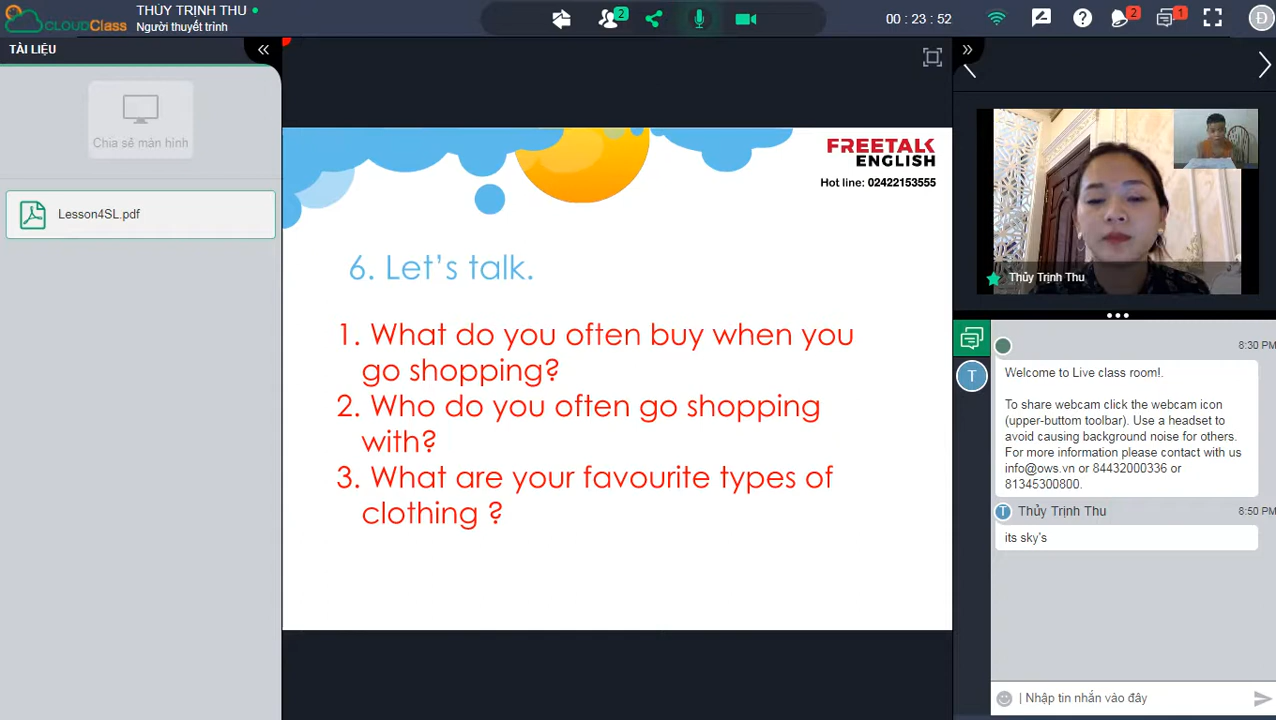 CLOUDCLASS
THỦY TRỊNH THU
Người thuyết trình
2
00 : 23 : 52
2
1
Đ
TÀI LIỆU
Chia sẻ màn hình
Lesson4SL.pdf
FREETALK
ENGLISH
Hot line: 02422153555
6. Let's talk.
1. What do you often buy when you
go shopping?
2. Who do you often go shopping
with?
3. What are your favourite types of
clothing ?
Thủy Trịnh Thu
8:30 PM
T
Welcome to Live class room!.
To share webcam click the webcam icon
(upper-buttom toolbar). Use a headset to
avoid causing background noise for others.
For more information please contact with us
info@ows.vn or 84432000336 or
81345300800.
T
Thủy Trịnh Thu
8:50 PM
its sky's
Nhập tin nhắn vào đây